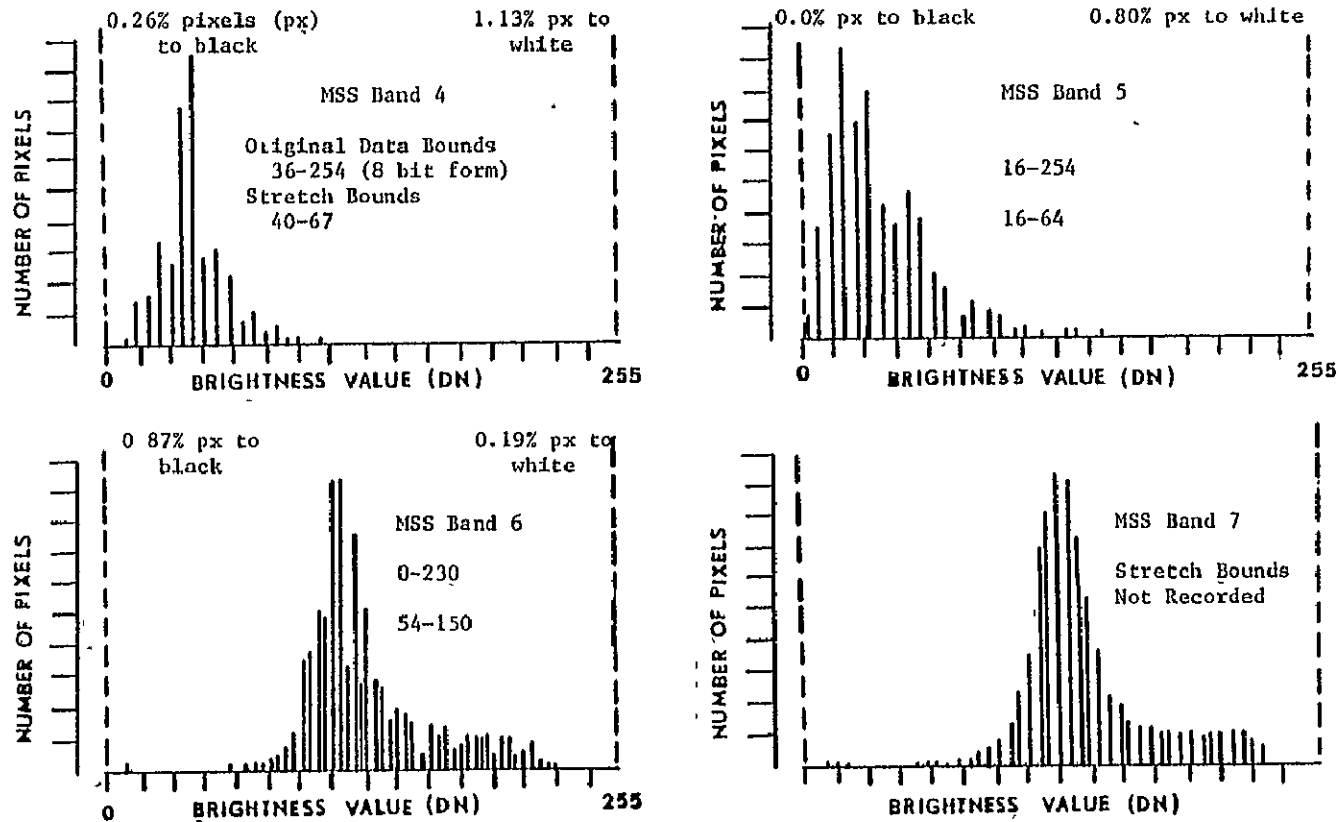 0.26% pixels (px) to black
1.13% px to white
MSS Band 4
Original Data Bounds
36-254 (8 bit form)
Stretch Bounds
40-67
NUMBER OF PIXELS
0
BRIGHTNESS VALUE (DN)
255
0.0% px to black
0.80% px to white
MSS Band 5
16-254
16-64
NUMBER OF PIXELS
0
BRIGHTNESS VALUE (DN)
255
0 87% px to black
0.19% px to white
MSS Band 6
0-230
54-150
NUMBER OF PIXELS
0
BRIGHTNESS VALUE (DN)
255
MSS Band 7
Stretch Bounds
Not Recorded
NUMBER OF PIXELS
BRIGHTNESS VALUE (DN)